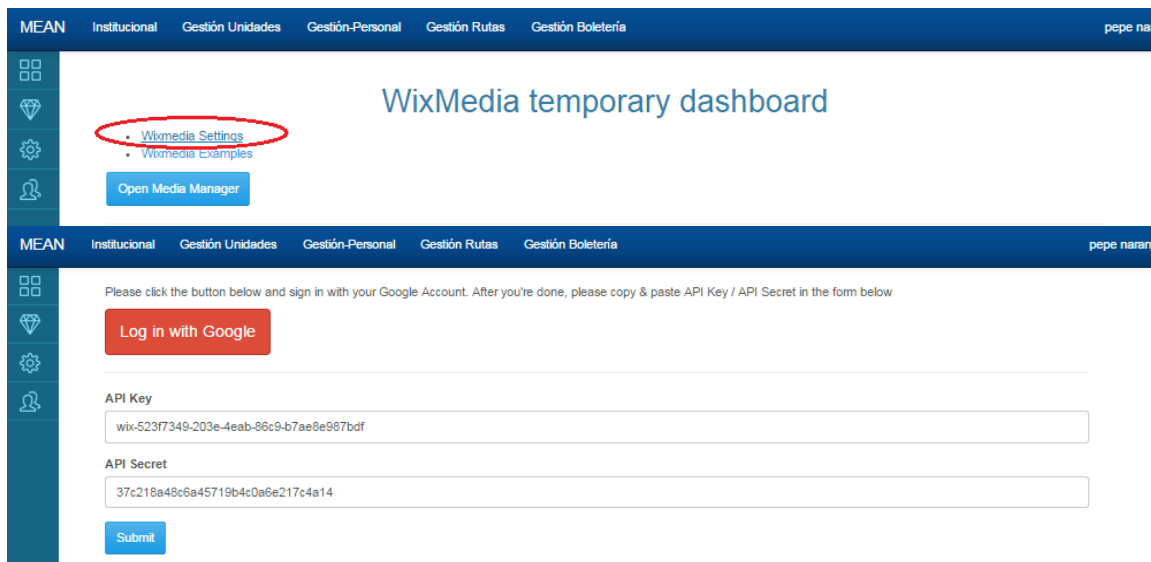 MEAN Institucional Gestión Unidades Gestión-Personal Gestión Rutas Gestión Boletería pepe na
WixMedia temporary dashboard
Wixmedia Settings
Wixmedia Examples
Open Media Manager
MEAN Institucional Gestión Unidades Gestión-Personal Gestión Rutas Gestión Boletería pepe naran
Please click the button below and sign in with your Google Account. After you're done, please copy & paste API Key / API Secret in the form below
Log in with Google
API Key
wix-523f7349-203e-4eab-86c9-b7ae8e987bdf
API Secret
37c218a48c6a45719b4c0a6e217c4a14
Submit